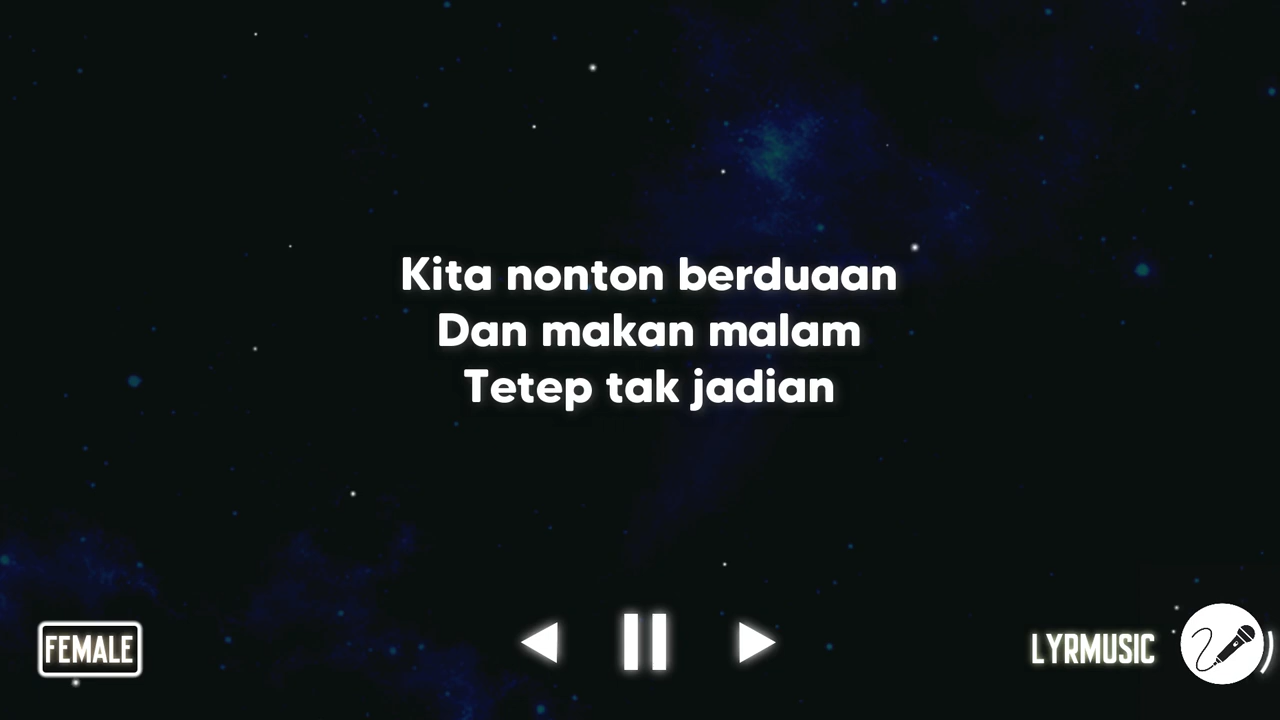 Kita nonton berduaan
Dan makan malam
Tetep tak jadian
FEMALE
LYRMUSIC